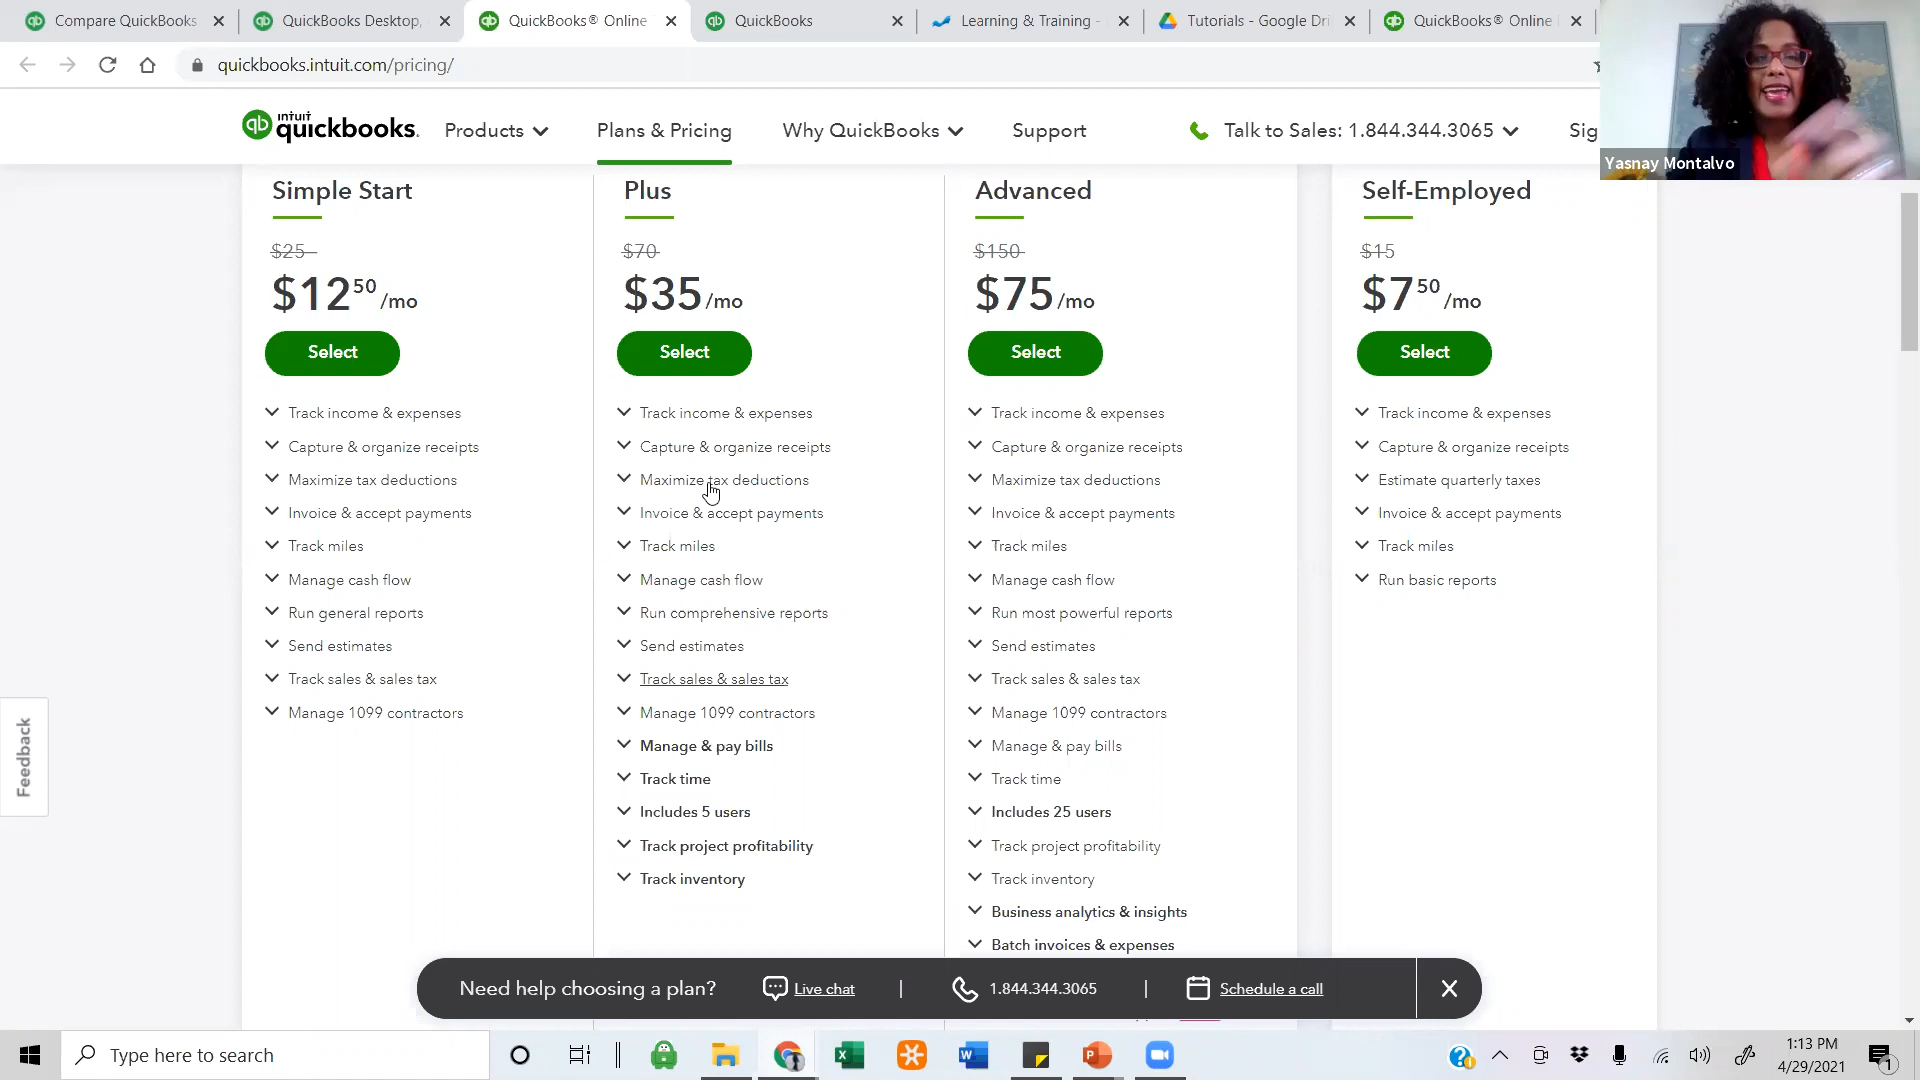 Compare QuickBooks
QuickBooks Desktop,
QuickBooks® Online
QuickBooks
Learning & Training -
Tutorials - Google Dri
QuickBooks® Online
quickbooks.intuit.com/pricing/
intuit quickbooks.
Products
Plans & Pricing
Why QuickBooks
Support
Talk to Sales: 1.844.344.3065
Sig
Yasnay Montalvo
Simple Start
$25
$12 50 /mo
Select
Track income & expenses
Capture & organize receipts
Maximize tax deductions
Invoice & accept payments
Track miles
Manage cash flow
Run general reports
Send estimates
Track sales & sales tax
Manage 1099 contractors
Plus
$70
$35 /mo
Select
Track income & expenses
Capture & organize receipts
Maximize tax deductions
Invoice & accept payments
Track miles
Manage cash flow
Run comprehensive reports
Send estimates
Track sales & sales tax
Manage 1099 contractors
Manage & pay bills
Track time
Includes 5 users
Track project profitability
Track inventory
Advanced
$150
$75 /mo
Select
Track income & expenses
Capture & organize receipts
Maximize tax deductions
Invoice & accept payments
Track miles
Manage cash flow
Run most powerful reports
Send estimates
Track sales & sales tax
Manage 1099 contractors
Manage & pay bills
Track time
Includes 25 users
Track project profitability
Track inventory
Business analytics & insights
Batch invoices & expenses
Self-Employed
$15
$7 50 /mo
Select
Track income & expenses
Capture & organize receipts
Estimate quarterly taxes
Invoice & accept payments
Track miles
Run basic reports
Feedback
Need help choosing a plan?
Live chat
|
1.844.344.3065
|
Schedule a call
Type here to search
1:13 PM
4/29/2021
1